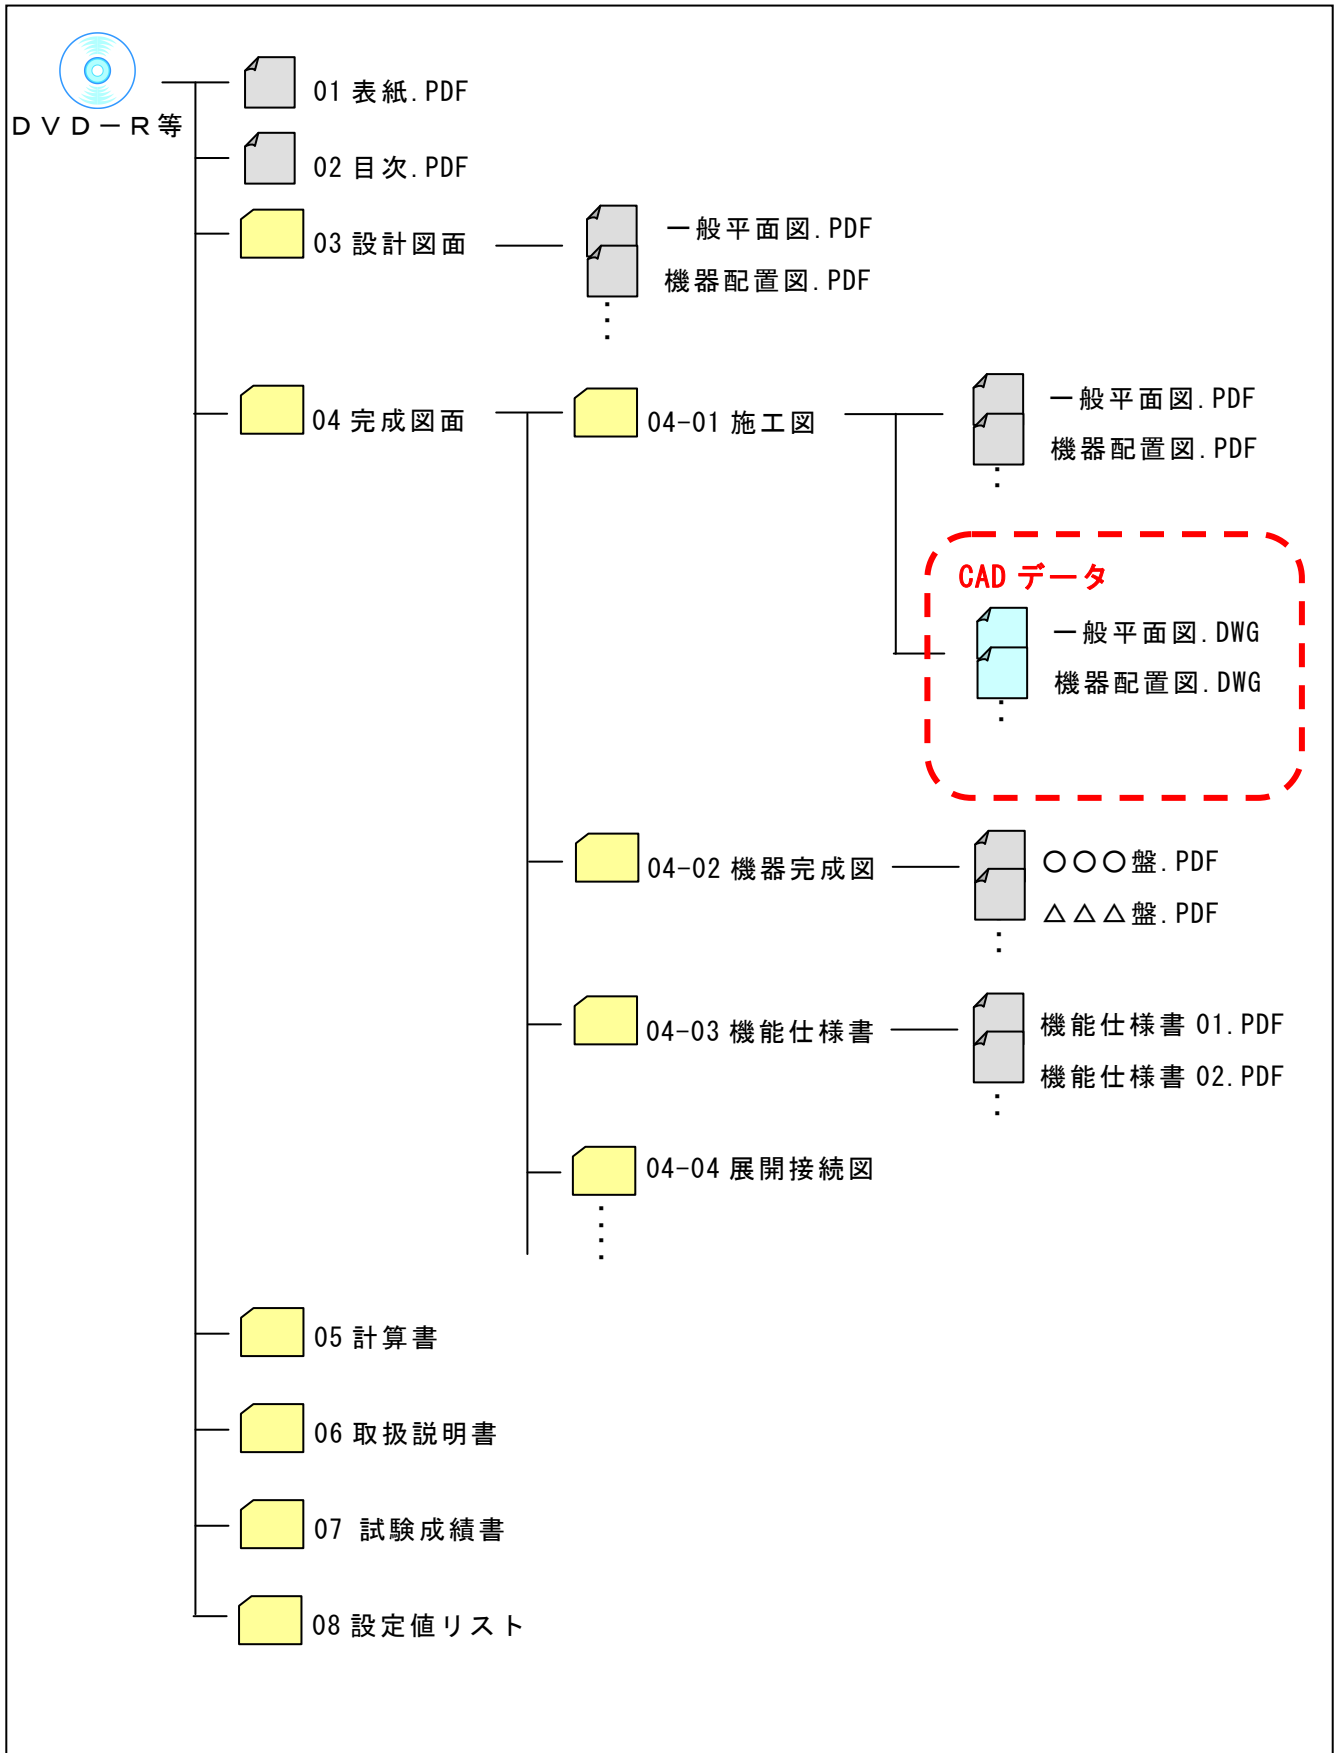 ＤＶＤ－Ｒ等
01 表紙.PDF
02 目次.PDF
03 設計図面
一般平面図.PDF
機器配置図.PDF
04 完成図面
04-01 施工図
一般平面図.PDF
機器配置図.PDF
CAD データ
一般平面図.DWG
機器配置図.DWG
04-02 機器完成図
○○○盤.PDF
△△△盤.PDF
04-03 機能仕様書
機能仕様書 01.PDF
機能仕様書 02.PDF
04-04 展開接続図
05 計算書
06 取扱説明書
07 試験成績書
08 設定値リスト